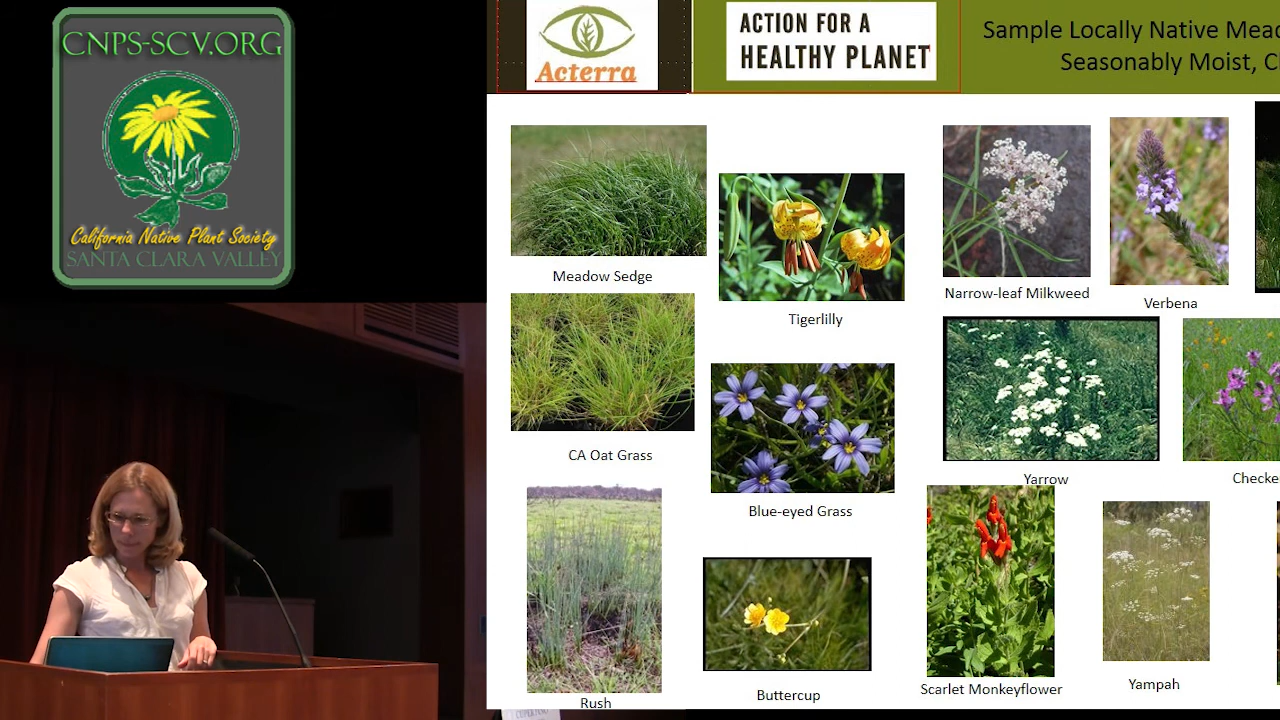 CNPS-SCV.ORG
California Native Plant Society
SANTA CLARA VALLEY
Acterra
ACTION FOR A
HEALTHY PLANET
Sample Locally Native Mead
Seasonably Moist, C
Meadow Sedge
Tigerlilly
Narrow-leaf Milkweed
Verbena
CA Oat Grass
Blue-eyed Grass
Yarrow
Checke
Rush
Buttercup
Scarlet Monkeyflower
Yampah